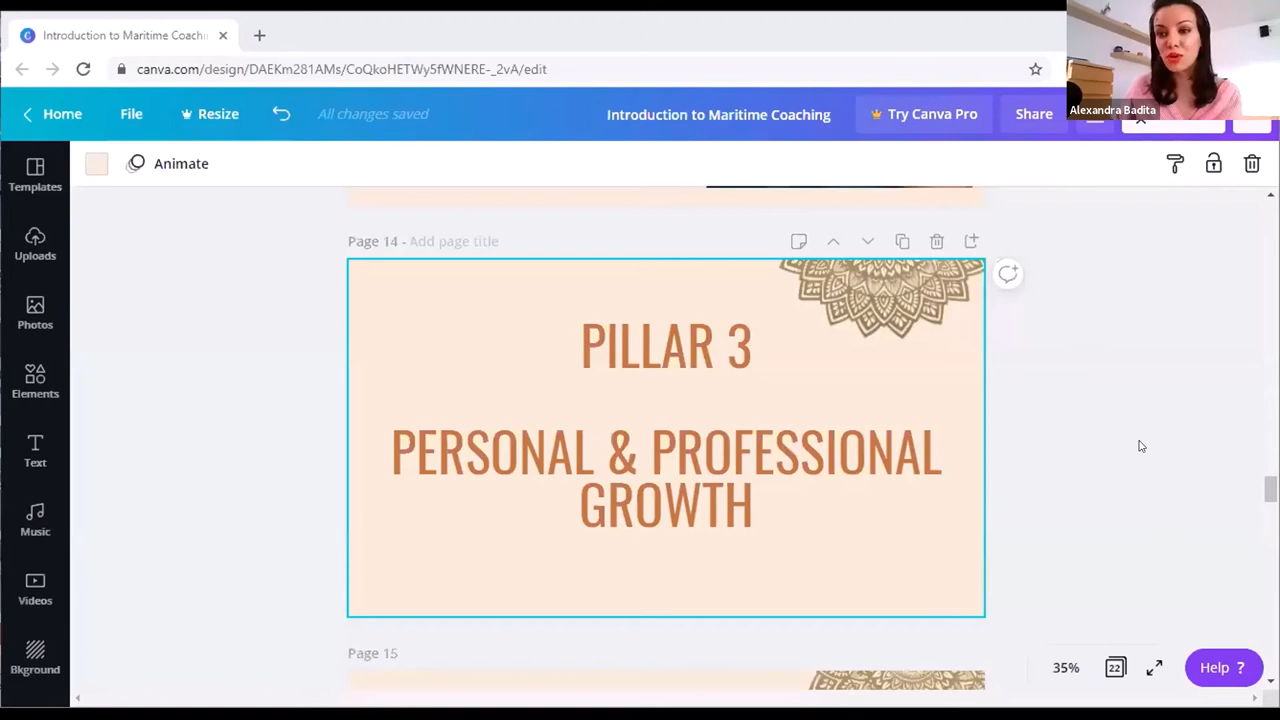 Introduction to Maritime Coachi
canva.com/design/DAEKm281AMs/CoQkoHETWy5fWNERE-_2vA/edit
Alexandra Badita
Home
File
Resize
All changes saved
Introduction to Maritime Coaching
Try Canva Pro
Share
Animate
Templates
Uploads
Photos
Elements
Text
Music
Videos
Bkground
Page 14 - Add page title
PILLAR 3
PERSONAL & PROFESSIONAL
GROWTH
Page 15
35%
22
Help ?